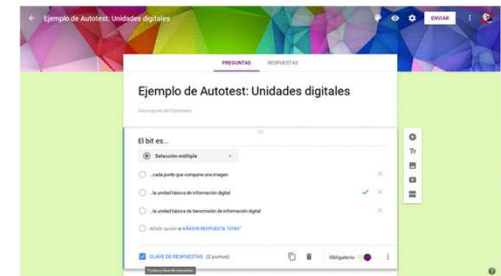 Ejemplo de Autotest: Unidades digitales
ENVIAR
PREGUNTAS RESPUESTAS
Ejemplo de Autotest: Unidades digitales
Descripción del formulario
El bit es...
Selección múltiple
..cada punto que compone una imagen
..la unidad básica de información digital
..la unidad básica de transmisión de información digital
Añadir opción o AÑADIR RESPUESTA "OTRO"
CLAVE DE RESPUESTAS (2 puntos)
Obligatorio